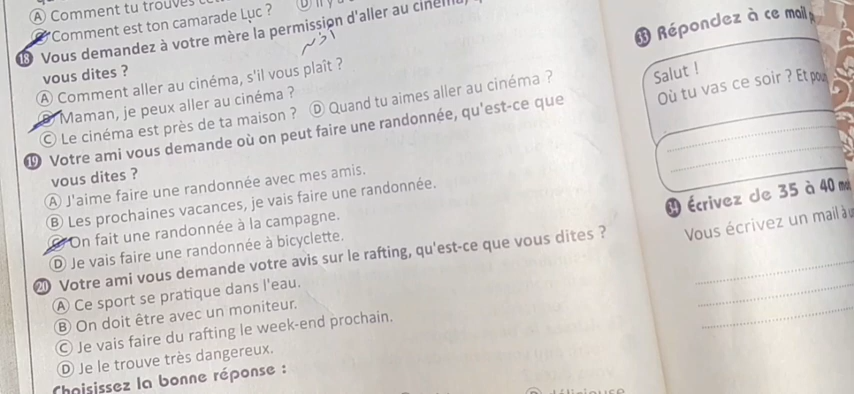 Ⓐ Comment tu trouves
Comment est ton camarade Luc ? Ⓓ Il y a
⑱ Vous demandez à votre mère la permission d'aller au cinéma,
vous dites ?
إذن
Ⓐ Comment aller au cinéma, s'il vous plaît ?
Maman, je peux aller au cinéma ?
Ⓒ Le cinéma est près de ta maison ? Ⓓ Quand tu aimes aller au cinéma ?
⑲ Votre ami vous demande où on peut faire une randonnée, qu'est-ce que
vous dites ?
Ⓐ J'aime faire une randonnée avec mes amis.
Ⓑ Les prochaines vacances, je vais faire une randonnée.
On fait une randonnée à la campagne.
Ⓓ Je vais faire une randonnée à bicyclette.
⑳ Votre ami vous demande votre avis sur le rafting, qu'est-ce que vous dites ?
Ⓐ Ce sport se pratique dans l'eau.
Ⓑ On doit être avec un moniteur.
Ⓒ Je vais faire du rafting le week-end prochain.
Ⓓ Je le trouve très dangereux.
Choisissez la bonne réponse :
㉝ Répondez à ce mail
Salut !
Où tu vas ce soir ? Et pou
㉞ Écrivez de 35 à 40 mo
Vous écrivez un mail à